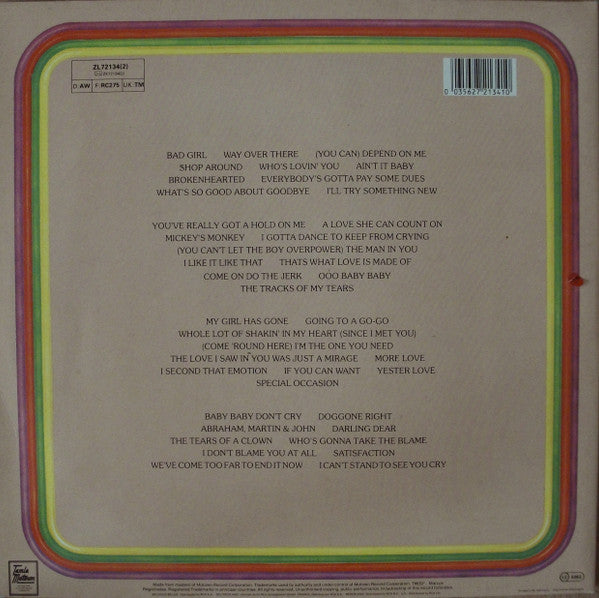 ZL72134(2)
D: AW F: RC275 UK: TM
0 035627 213410
BAD GIRL WAY OVER THERE (YOU CAN) DEPEND ON ME
SHOP AROUND WHO'S LOVIN' YOU AIN'T IT BABY
BROKENHEARTED EVERYBODY'S GOTTA PAY SOME DUES
WHAT'S SO GOOD ABOUT GOODBYE I'LL TRY SOMETHING NEW
YOU'VE REALLY GOT A HOLD ON ME A LOVE SHE CAN COUNT ON
MICKEY'S MONKEY I GOTTA DANCE TO KEEP FROM CRYING
(YOU CAN'T LET THE BOY OVERPOWER) THE MAN IN YOU
I LIKE IT LIKE THAT THATS WHAT LOVE IS MADE OF
COME ON DO THE JERK OOO BABY BABY
THE TRACKS OF MY TEARS
MY GIRL HAS GONE GOING TO A GO-GO
WHOLE LOT OF SHAKIN' IN MY HEART (SINCE I MET YOU)
(COME 'ROUND HERE) I'M THE ONE YOU NEED
THE LOVE I SAW IN YOU WAS JUST A MIRAGE MORE LOVE
I SECOND THAT EMOTION IF YOU CAN WANT YESTER LOVE
SPECIAL OCCASION
BABY BABY DON'T CRY DOGGONE RIGHT
ABRAHAM, MARTIN & JOHN DARLING DEAR
THE TEARS OF A CLOWN WHO'S GONNA TAKE THE BLAME
I DON'T BLAME YOU AT ALL SATISFACTION
WE'VE COME TOO FAR TO END IT NOW I CAN'T STAND TO SEE YOU CRY
Tamla
Motown